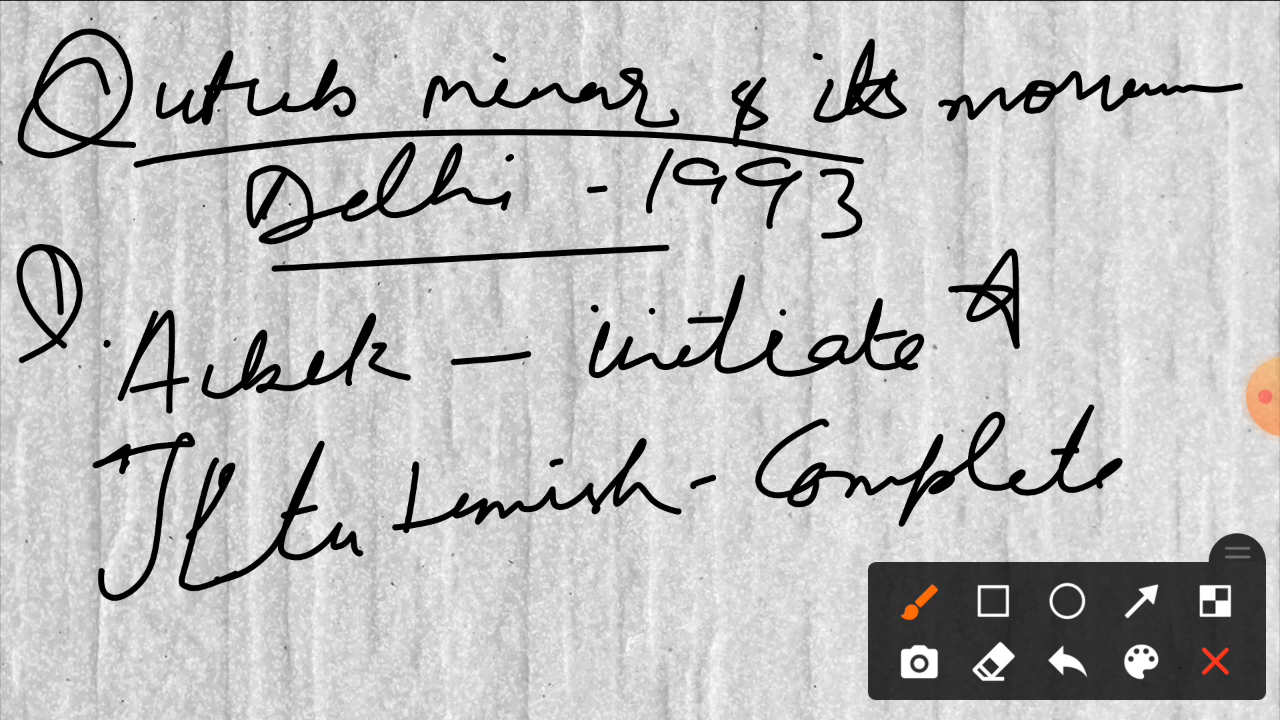 Qutub minar & its monum
Delhi - 1993
Aibek - initiate
Iltutmish - Complete